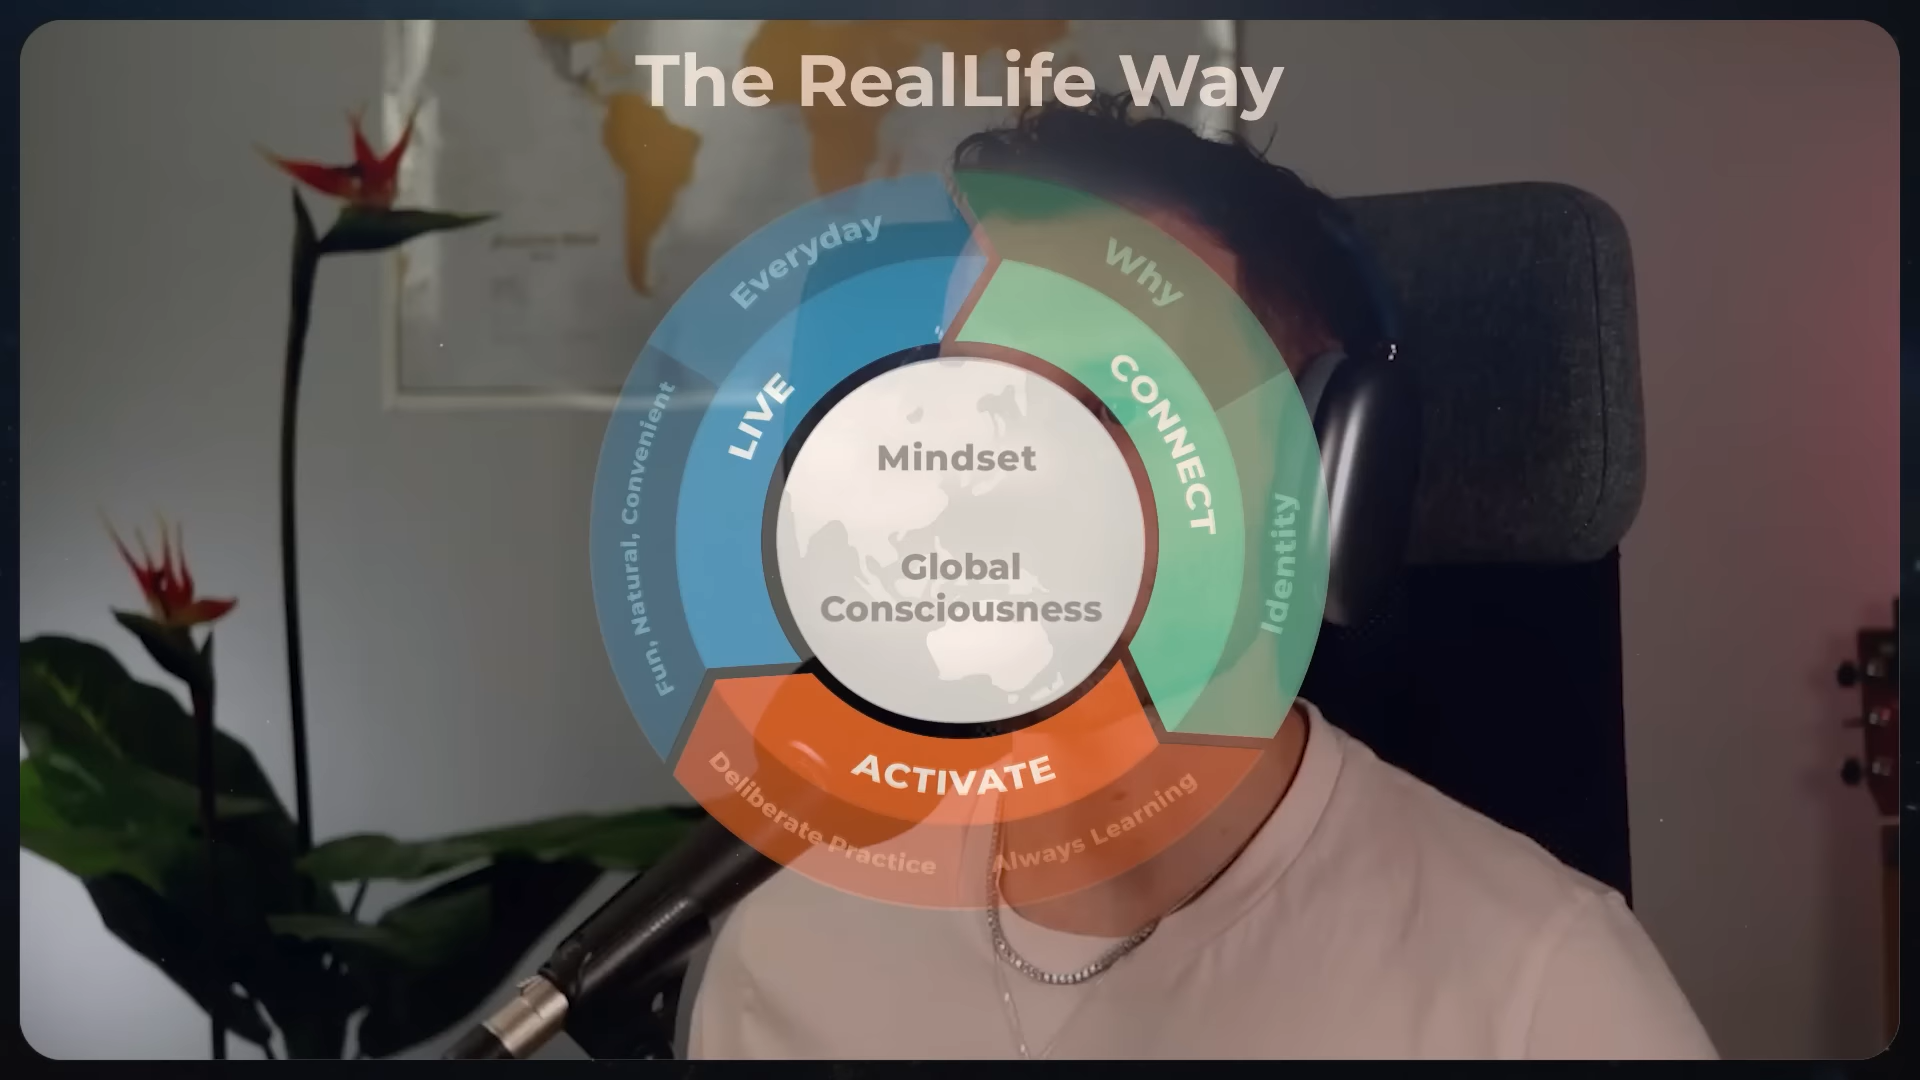 The RealLife Way
Everyday
Why
LIVE
CONNECT
Fun, Natural, Convenient
Mindset
Identity
Global
Consciousness
ACTIVATE
Deliberate Practice
Always Learning